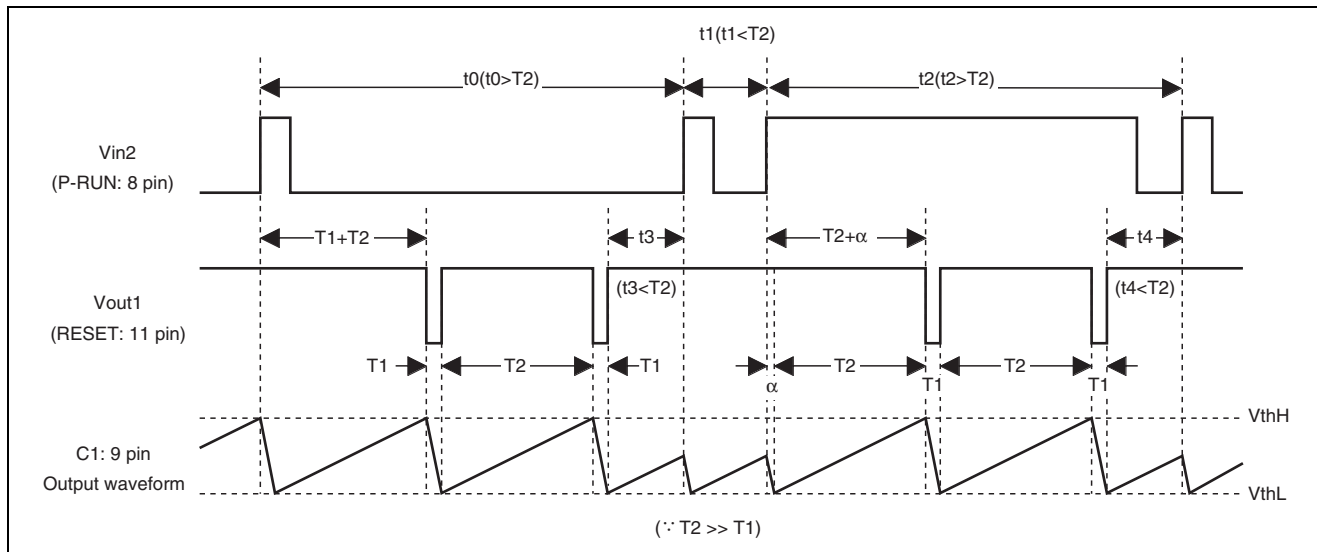 t1(t1<T2)
t0(t0>T2)
t2(t2>T2)
Vin2
(P-RUN: 8 pin)
T1+T2
t3
T2+α
t4
Vout1
(RESET: 11 pin)
(t3<T2)
(t4<T2)
T1
T2
T1
α
T2
T1
T2
T1
VthH
C1: 9 pin
Output waveform
VthL
(∵ T2 >> T1)